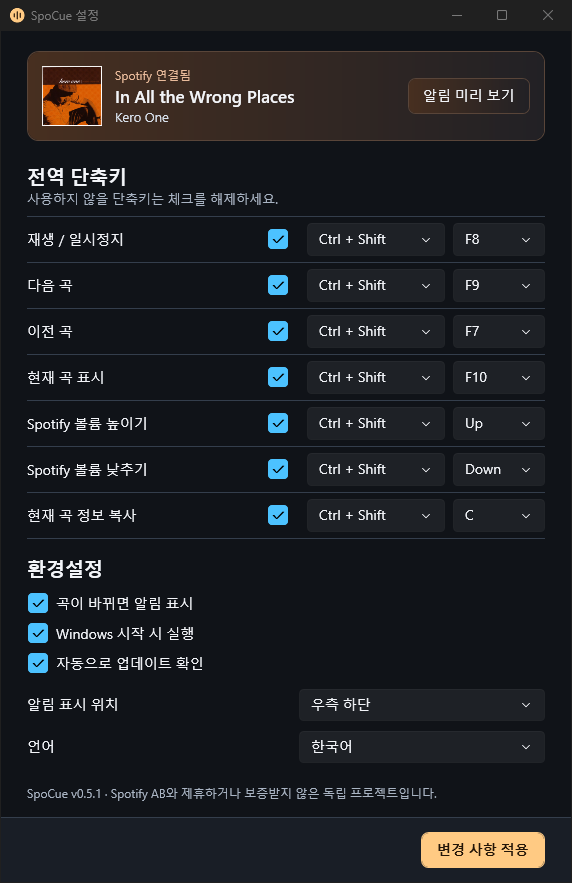 SpoCue 설정
Spotify 연결됨
In All the Wrong Places
Kero One
알림 미리 보기
전역 단축키
사용하지 않을 단축키는 체크를 해제하세요.
재생 / 일시정지 Ctrl + Shift F8
다음 곡 Ctrl + Shift F9
이전 곡 Ctrl + Shift F7
현재 곡 표시 Ctrl + Shift F10
Spotify 볼륨 높이기 Ctrl + Shift Up
Spotify 볼륨 낮추기 Ctrl + Shift Down
현재 곡 정보 복사 Ctrl + Shift C
환경설정
곡이 바뀌면 알림 표시
Windows 시작 시 실행
자동으로 업데이트 확인
알림 표시 위치 우측 하단
언어 한국어
SpoCue v0.5.1 · Spotify AB와 제휴하거나 보증받지 않은 독립 프로젝트입니다.
변경 사항 적용